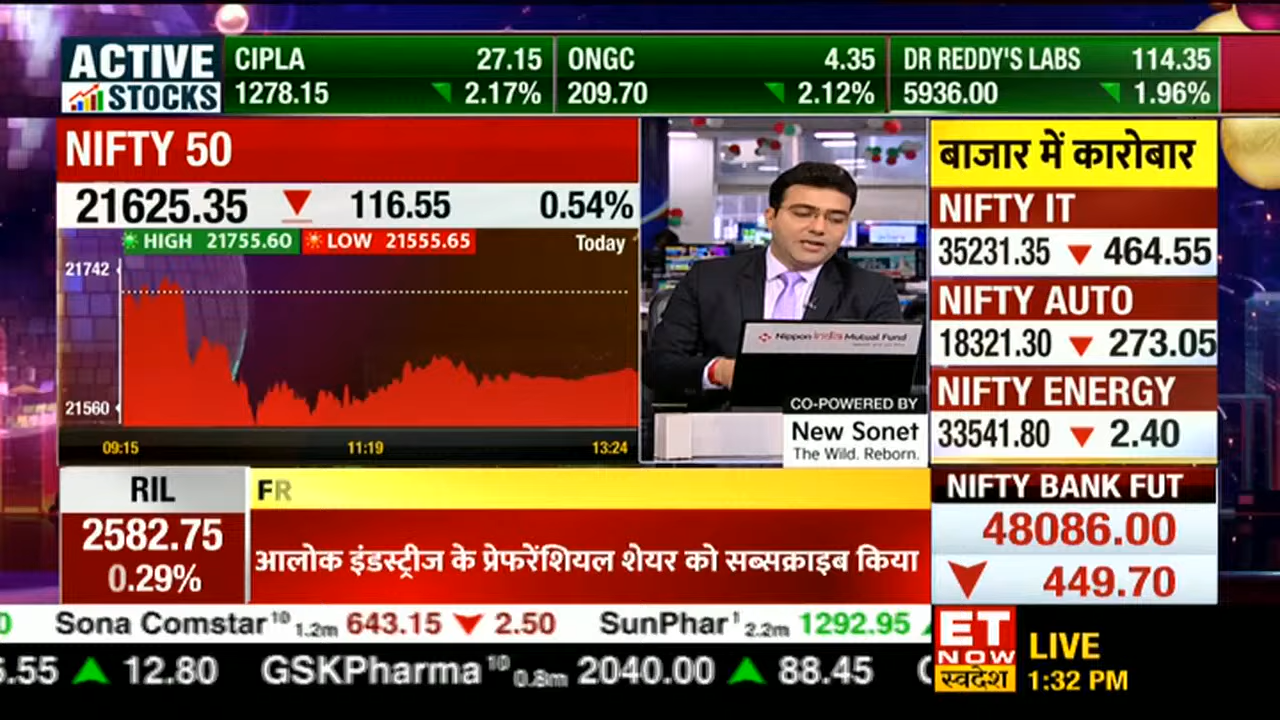 ACTIVE
STOCKS
CIPLA 27.15
1278.15 2.17%
ONGC 4.35
209.70 2.12%
DR REDDY'S LABS 114.35
5936.00 1.96%
NIFTY 50
21625.35 116.55 0.54%
HIGH 21755.60 LOW 21555.65 Today
21742
21560
09:15 11:19 13:24
Nippon India Mutual Fund
CO-POWERED BY
New Sonet
The Wild. Reborn.
बाजार में कारोबार
NIFTY IT
35231.35 464.55
NIFTY AUTO
18321.30 273.05
NIFTY ENERGY
33541.80 2.40
NIFTY BANK FUT
48086.00
449.70
RIL
2582.75
0.29%
FR
आलोक इंडस्ट्रीज के प्रेफरेंशियल शेयर को सब्सक्राइब किया
0 Sona Comstar 10 1.2m 643.15 2.50 SunPhar 1 2.2m 1292.95
5.55 12.80 GSKPharma 10 0.8m 2040.00 88.45
ET
NOW
स्वदेश
LIVE
1:32 PM